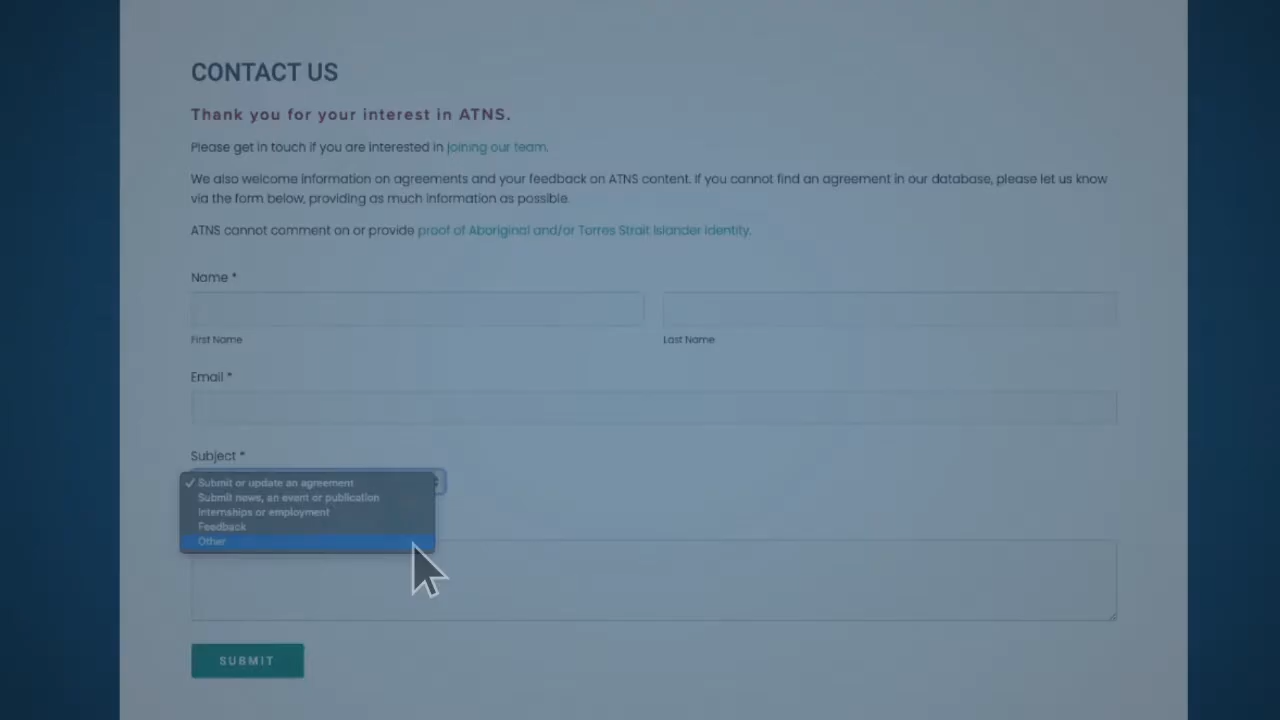 CONTACT US
Thank you for your interest in ATNS.
Please get in touch if you are interested in joining our team.
We also welcome information on agreements and your feedback on ATNS content. If you cannot find an agreement in our database, please let us know
via the form below, providing as much information as possible.
ATNS cannot comment on or provide proof of Aboriginal and/or Torres Strait Islander identity.
Name *
First Name
Last Name
Email *
Subject *
✓ Submit or update an agreement
Submit news, an event or publication
Internships or employment
Feedback
Other
SUBMIT